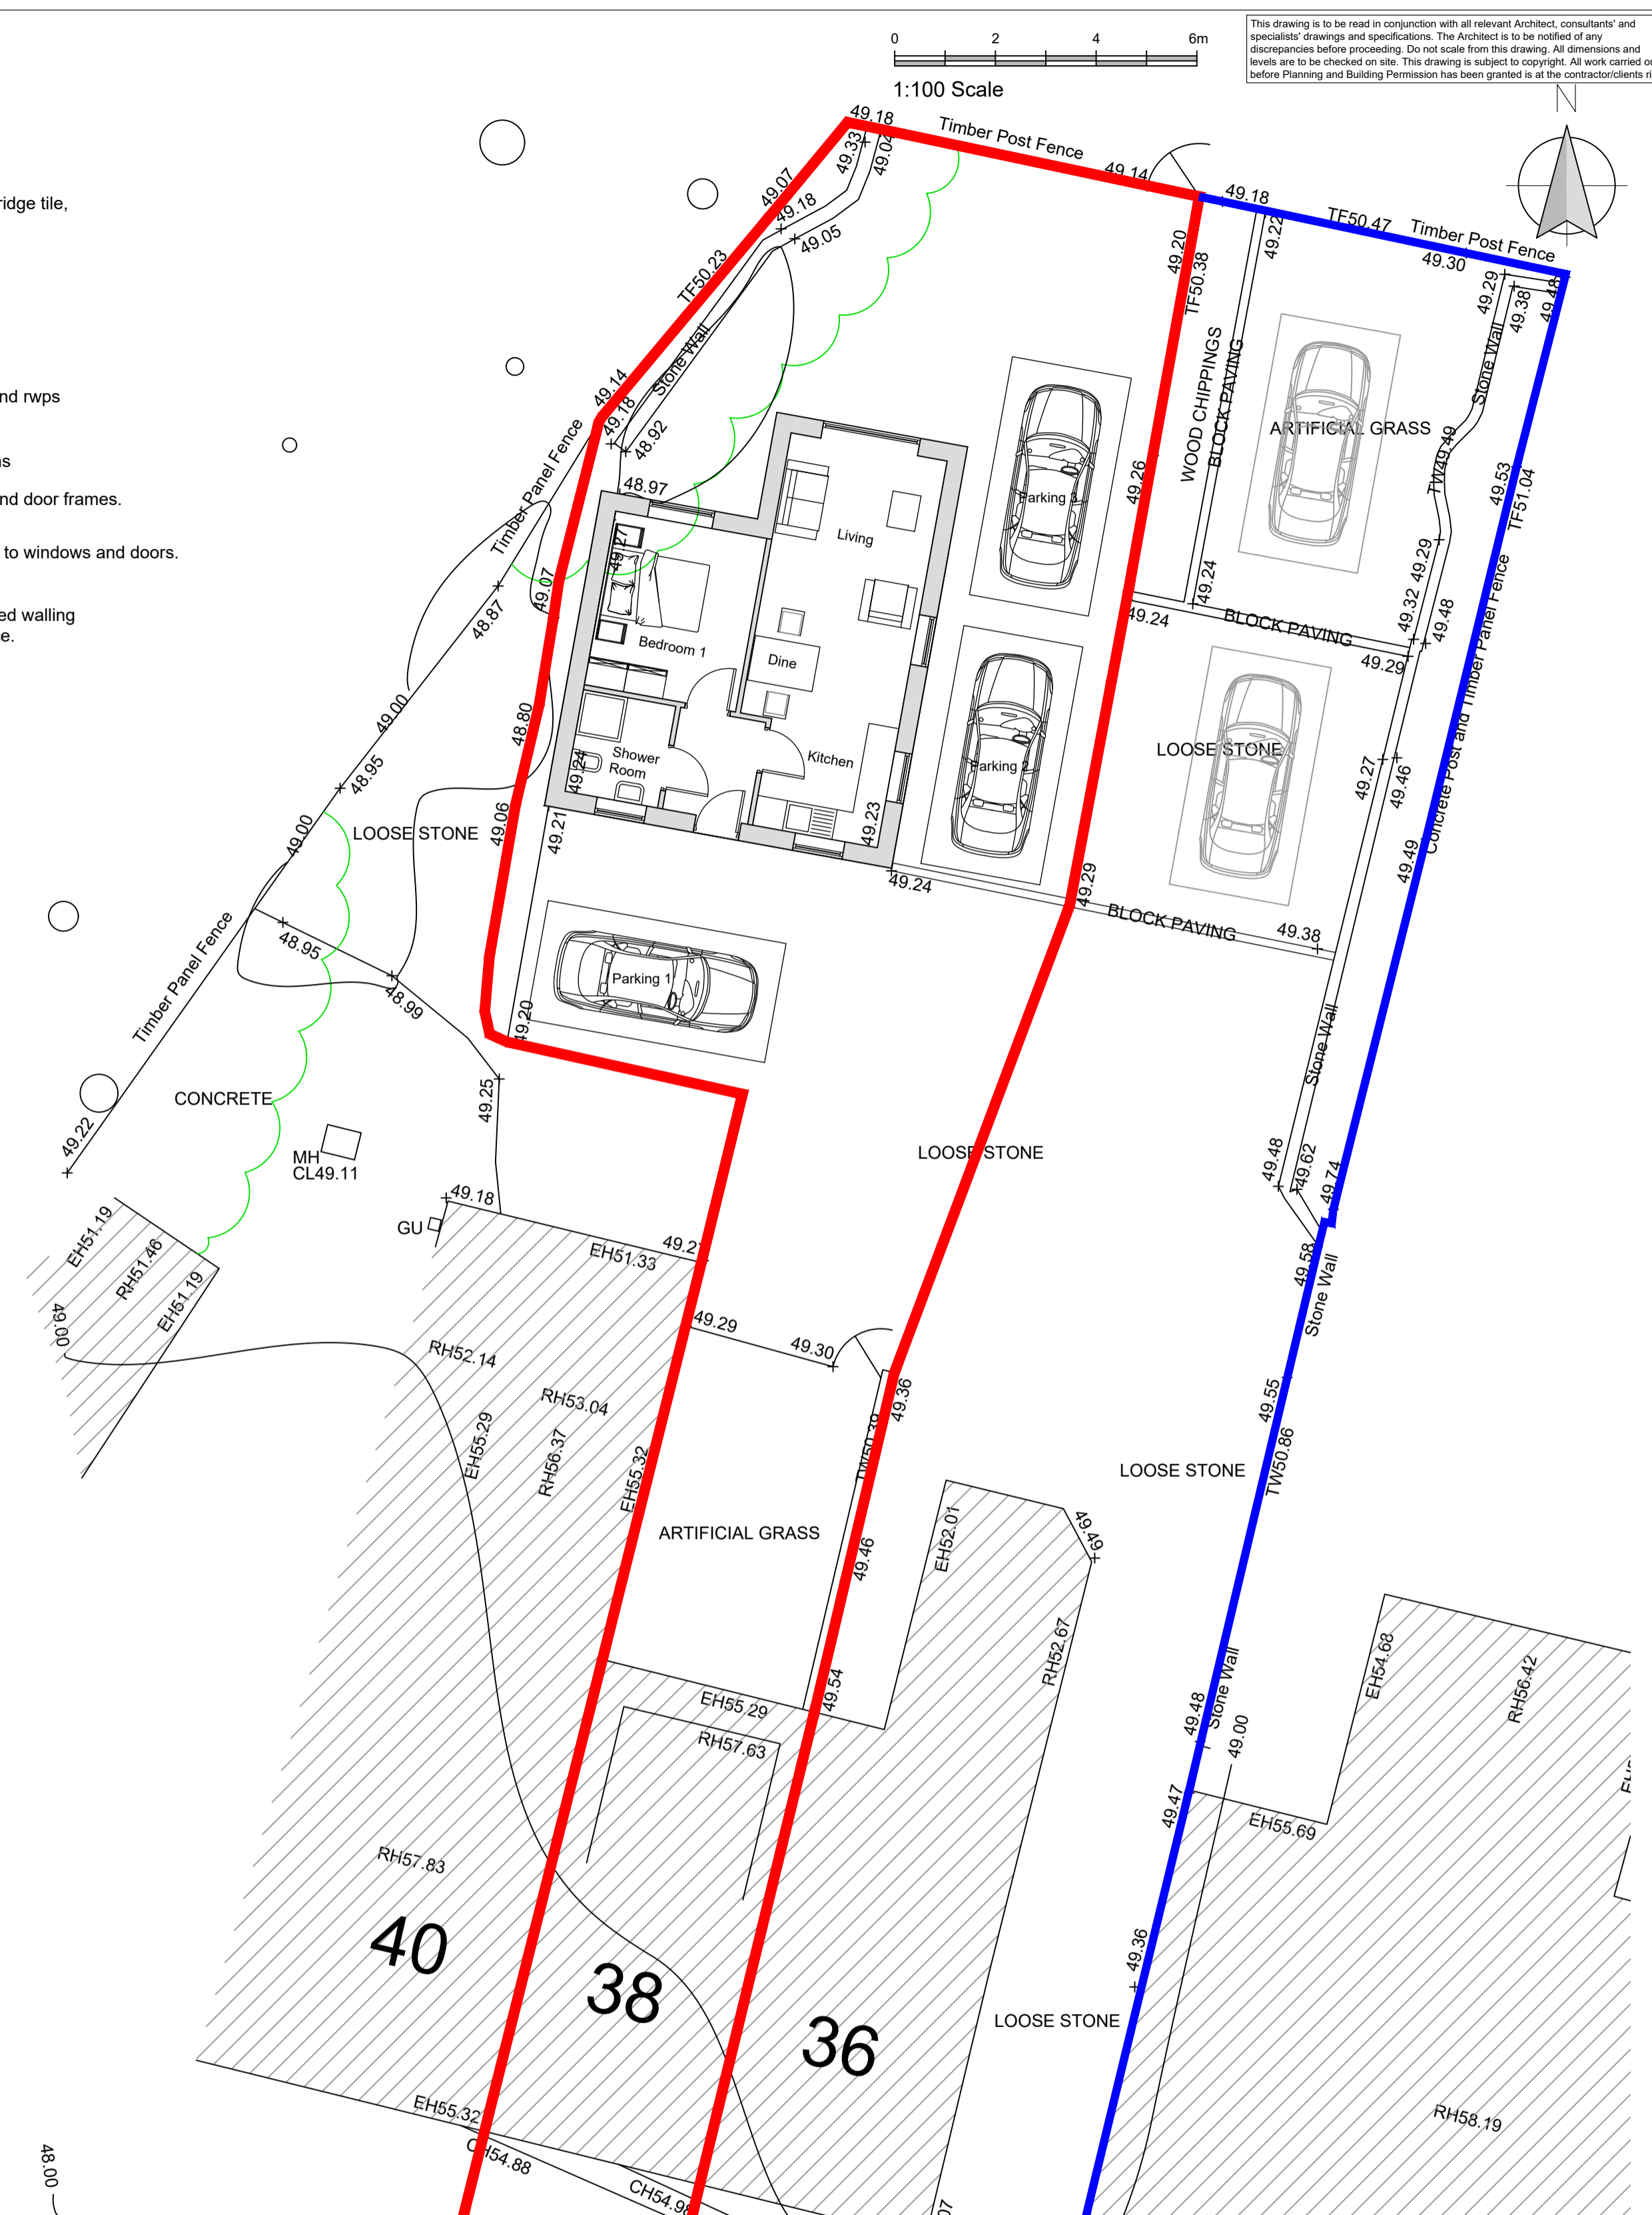 0 2 4 6m
1:100 Scale
This drawing is to be read in conjunction with all relevant Architect, consultants' and
specialists' drawings and specifications. The Architect is to be notified of any
discrepancies before proceeding. Do not scale from this drawing. All dimensions and
levels are to be checked on site. This drawing is subject to copyright. All work carried ou
before Planning and Building Permission has been granted is at the contractor/clients ri
N
ridge tile,
nd rwps
ns
nd door frames.
to windows and doors.
ed walling
ce.
49.18
Timber Post Fence
49.14
49.33
49.04
49.07
49.18
49.05
TF50.23
Stone Wall
49.14
49.18
48.92
48.97
Timber Panel Fence
49.18
TF50.47
Timber Post Fence
49.30
49.20
TF50.38
49.22
49.29
49.38
49.48
Stone Wall
WOOD CHIPPINGS
BLOCK PAVING
ARTIFICIAL GRASS
TW49.49
49.53
TF51.04
49.26
Parking 3
Living
49.27
Bedroom 1
Dine
49.07
48.87
49.24
49.24
BLOCK PAVING
49.32
49.29
49.48
49.29
Concrete Post and Timber Panel Fence
48.80
49.00
48.95
49.24
Shower
Room
Kitchen
49.23
Parking 2
LOOSE STONE
49.27
49.46
49.49
49.06
49.21
LOOSE STONE
49.00
49.24
49.29
BLOCK PAVING
49.38
Timber Panel Fence
48.95
48.99
Parking 1
49.20
Stone Wall
CONCRETE
49.25
49.22
MH
CL49.11
LOOSE STONE
49.48
49.62
49.74
49.18
GU
49.27
EH51.33
49.58
Stone Wall
EH51.19
RH51.46
EH51.19
49.00
49.29
49.30
RH52.14
RH53.04
EH55.29
RH56.37
EH55.32
49.36
TW50.39
49.55
TW50.86
LOOSE STONE
ARTIFICIAL GRASS
49.46
EH52.01
49.49
RH52.67
49.54
EH55.29
RH57.63
49.48
Stone Wall
49.00
EH54.68
RH56.42
49.47
EH55.69
RH57.83
40
38
36
49.36
LOOSE STONE
EH55.32
CH54.88
CH54.98
RH58.19
48.00